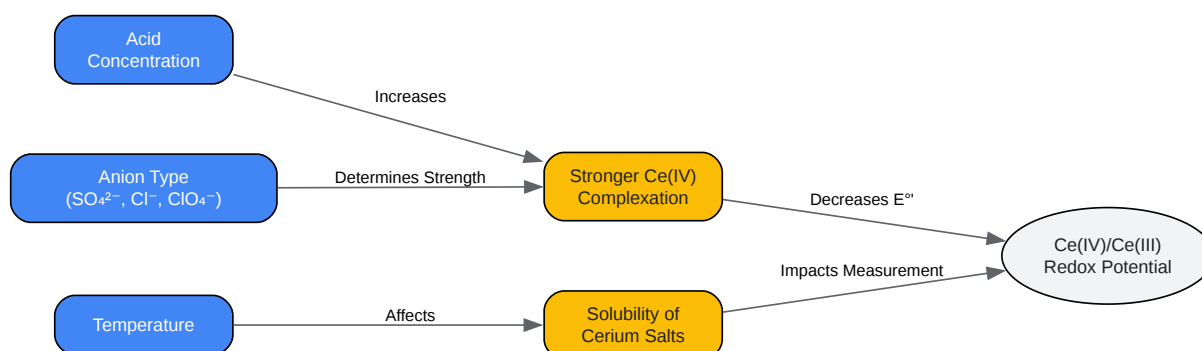 Acid
Concentration
Increases
Anion Type
(SO₄²⁻, Cl⁻, ClO₄⁻)
Determines Strength
Stronger Ce(IV)
Complexation
Decreases E°'
Ce(IV)/Ce(III)
Redox Potential
Impacts Measurement
Temperature
Affects
Solubility of
Cerium Salts